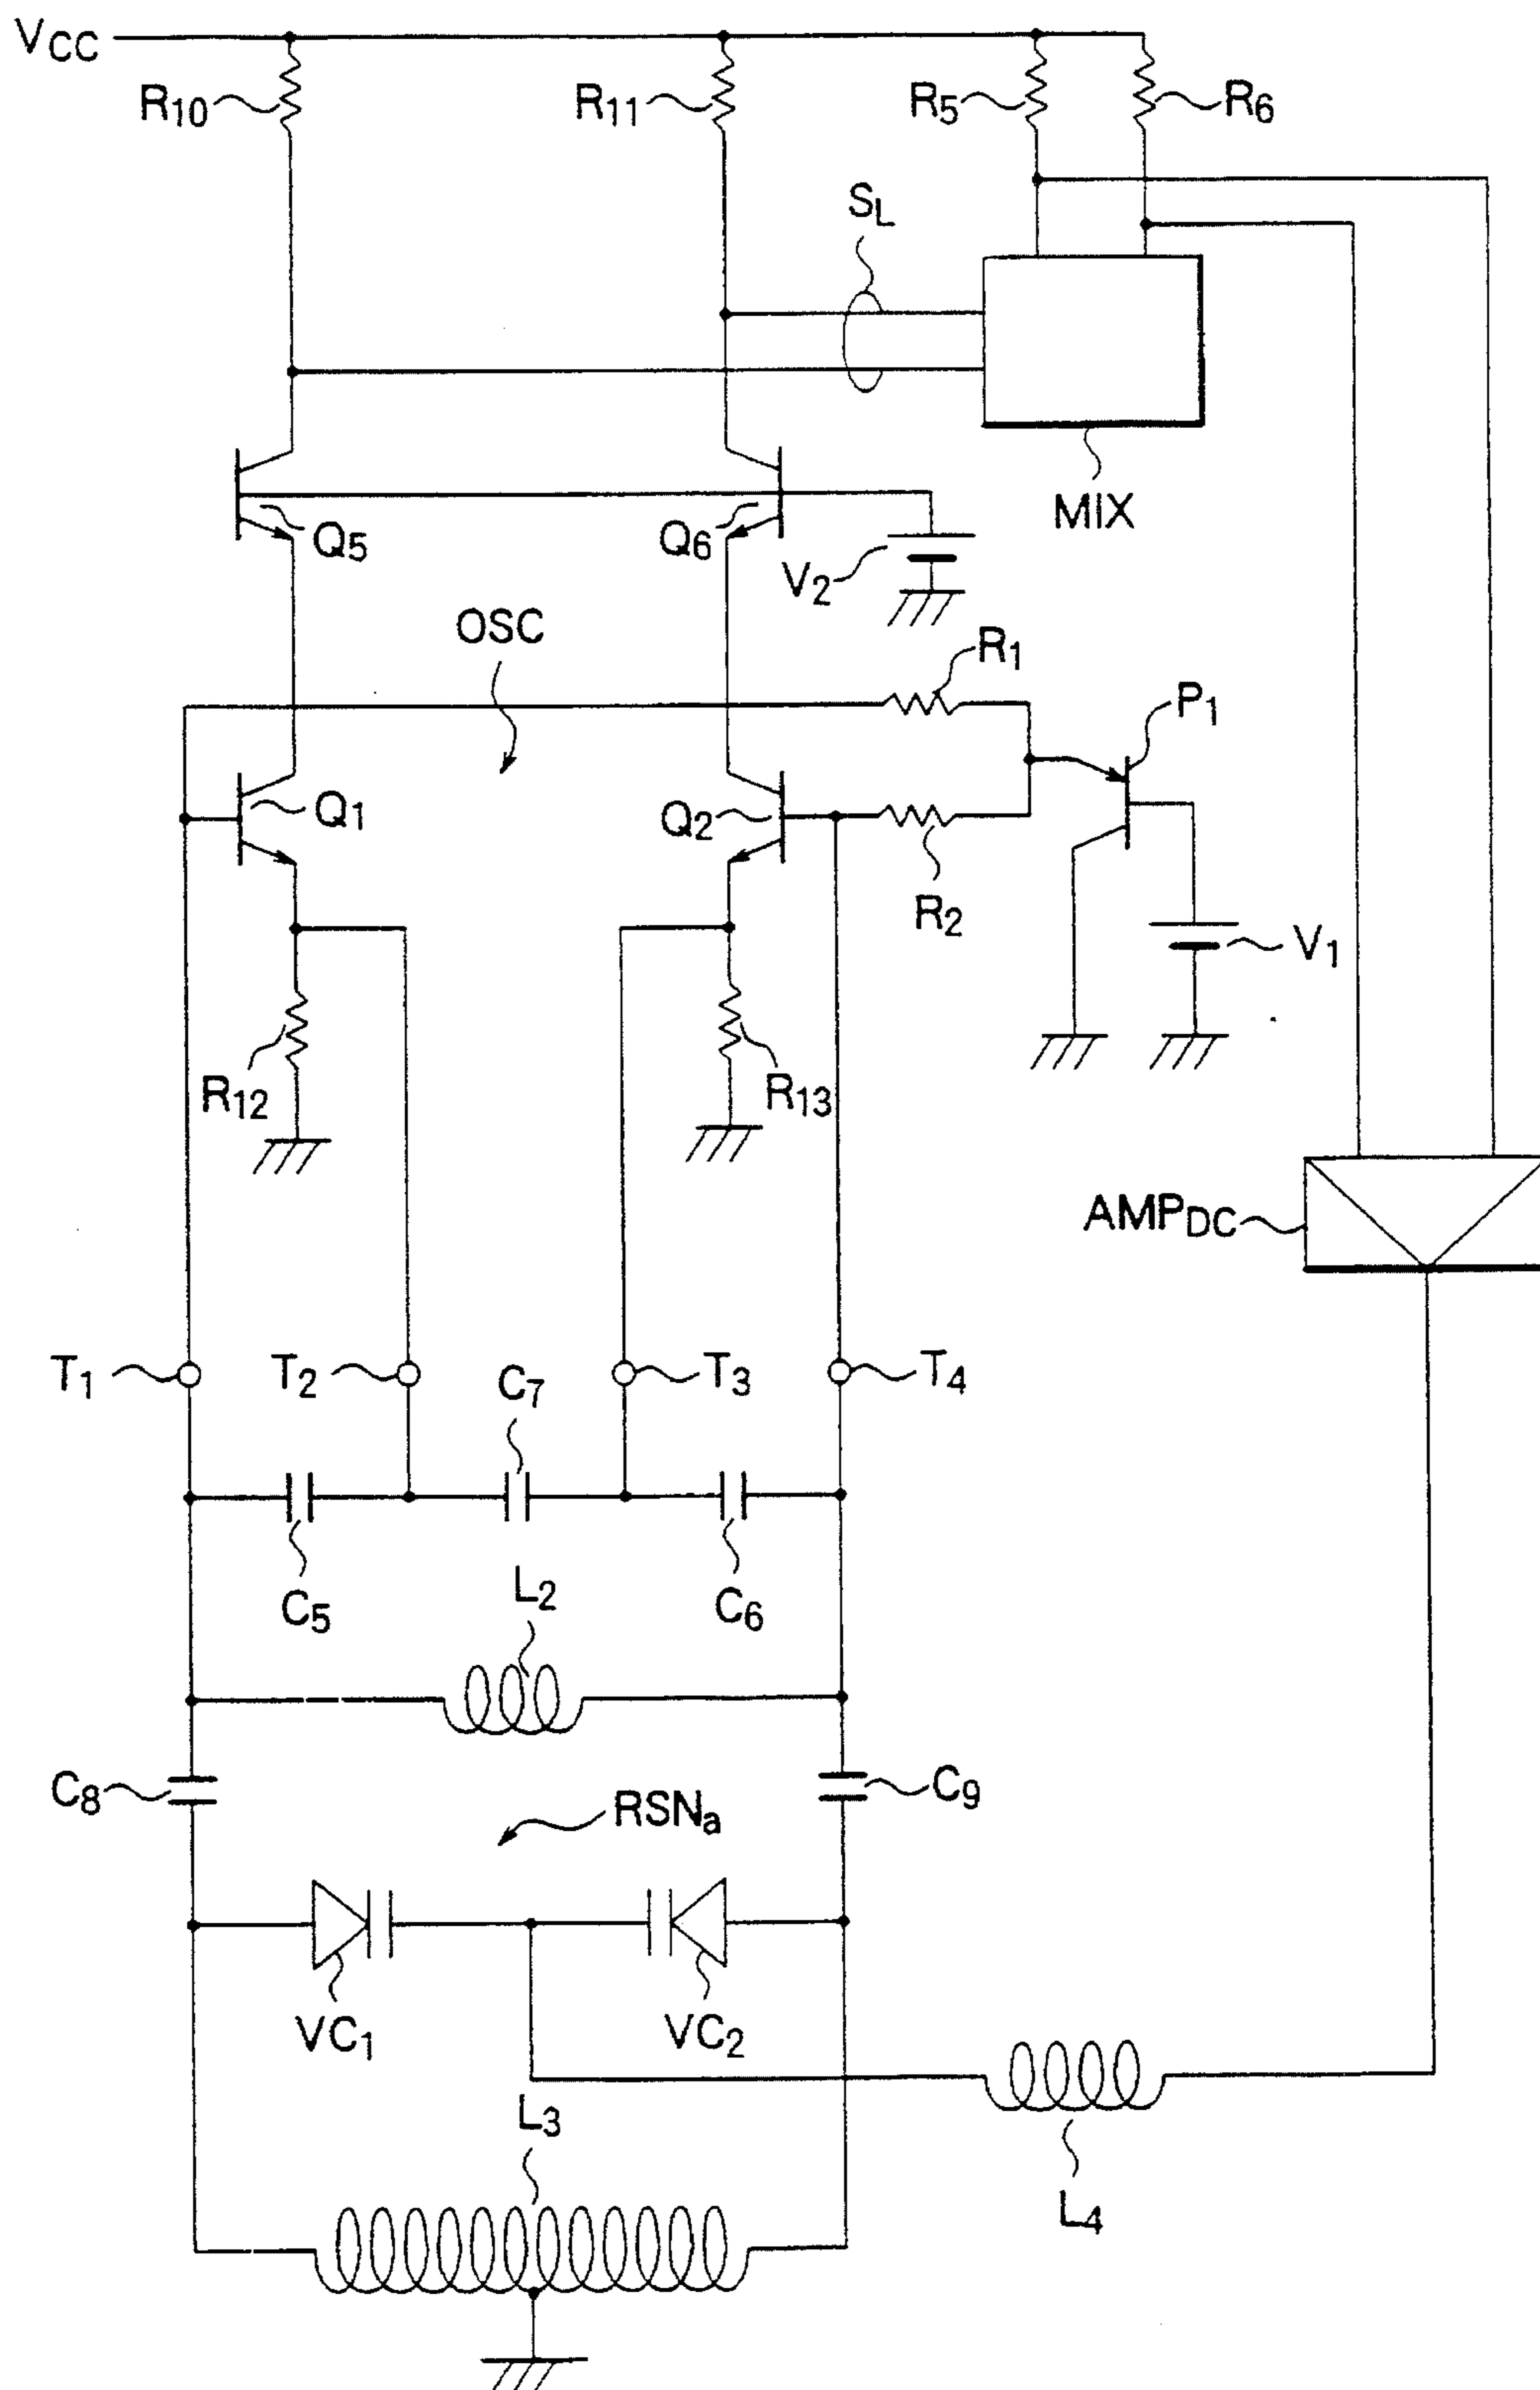 VCC
R10
R11
R5
R6
SL
MIX
Q5
Q6
V2
OSC
R1
P1
Q1
Q2
R2
V1
R12
R13
AMPDC
T1
T2
C7
T3
T4
C5
L2
C6
C8
RSNa
C9
VC1
VC2
L3
L4